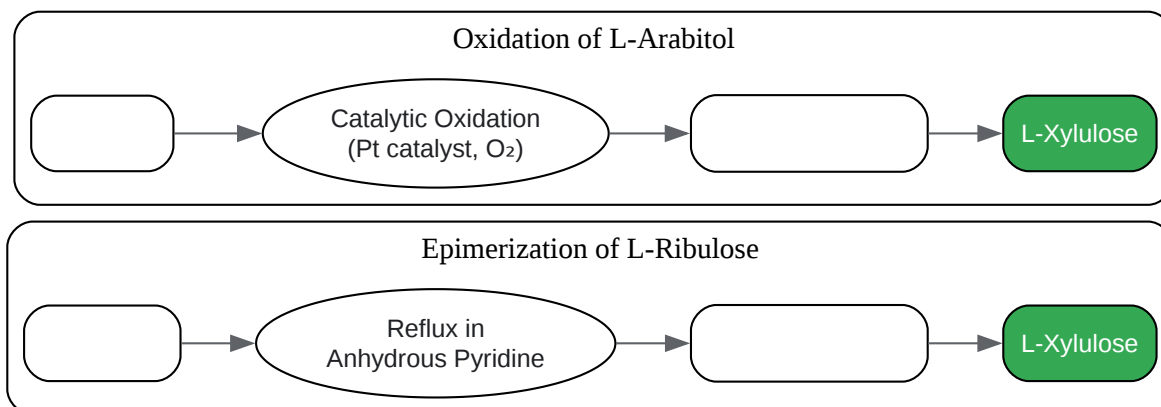 Oxidation of L-Arabitol
Catalytic Oxidation
(Pt catalyst, O₂)
L-Xylulose
Epimerization of L-Ribulose
Reflux in
Anhydrous Pyridine
L-Xylulose